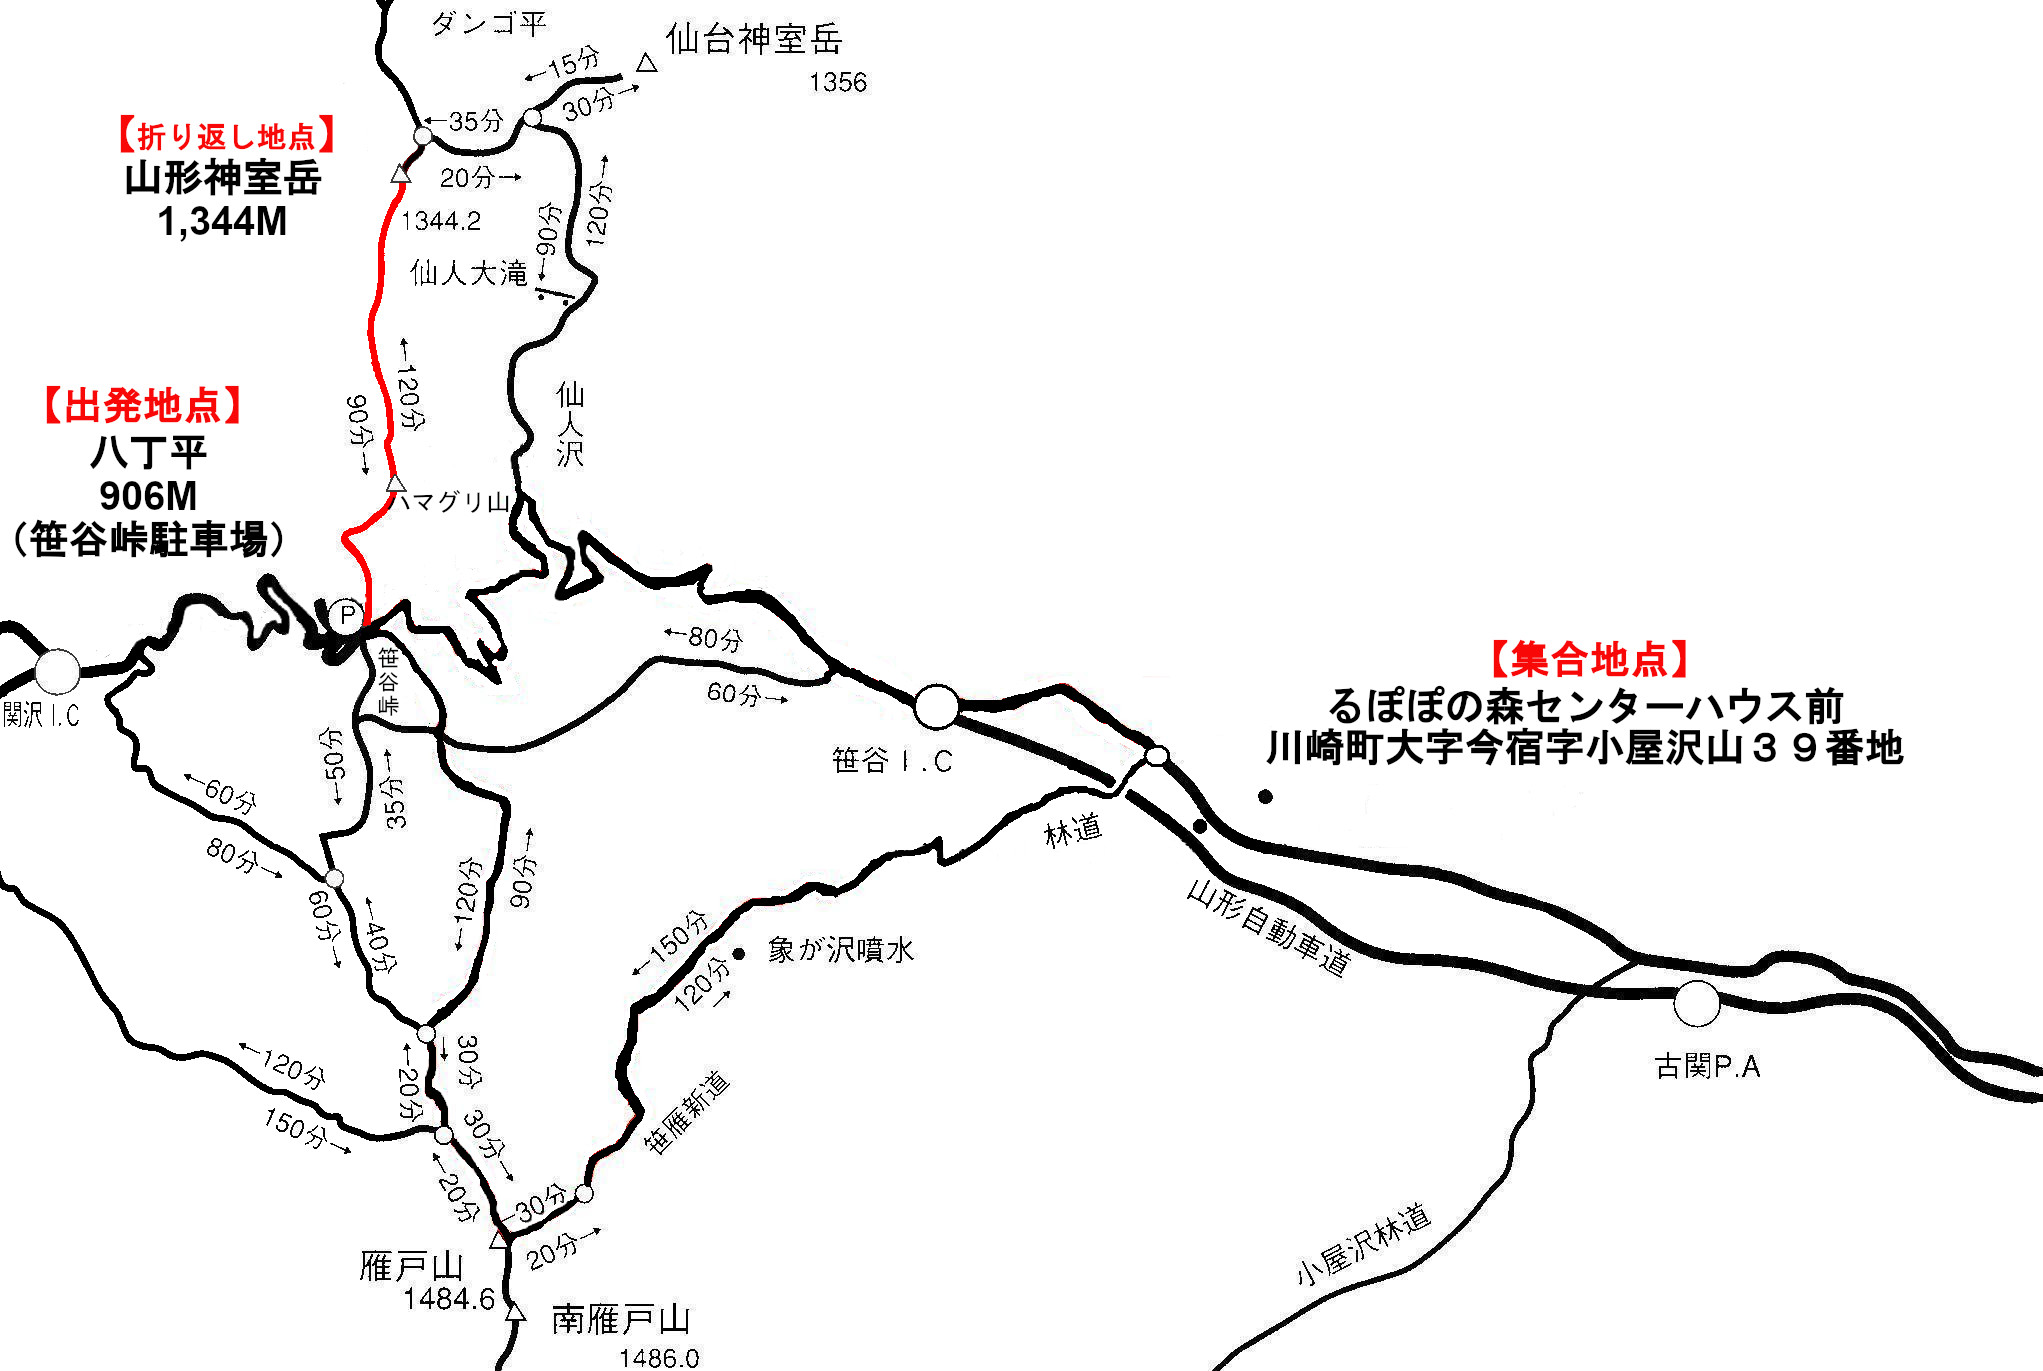 ダンゴ平
仙台神室岳
1356
←15分
30分→
←35分
20分→
【折り返し地点】
山形神室岳
1,344M
1344.2
90分→
120分→
仙人大滝
←120分
90分→
仙人沢
【出発地点】
八丁平
906M
（笹谷峠駐車場）
ハマグリ山
P
笹谷峠
関沢I.C
←80分
60分→
笹谷I.C
【集合地点】
るぽぽの森センターハウス前
川崎町大字今宿字小屋沢山３９番地
←50分
35分→
←60分
80分→
←120分
90分→
60分→
←40分
林道
山形自動車道
←150分
120分→
象が沢噴水
古関P.A
←120分
150分→
30分→
←20分
30分→
←20分
笹雁新道
←30分
20分→
雁戸山
1484.6
南雁戸山
1486.0
小屋沢林道